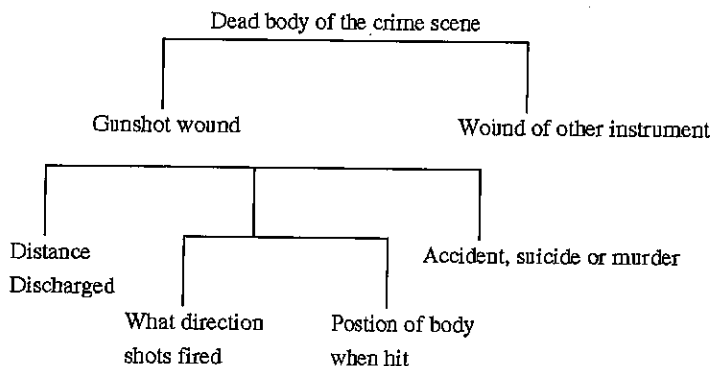 Dead body of the crime scene
Gunshot wound
Wound of other instrument
Distance
Discharged
Accident, suicide or murder
What direction
shots fired
Postion of body
when hit